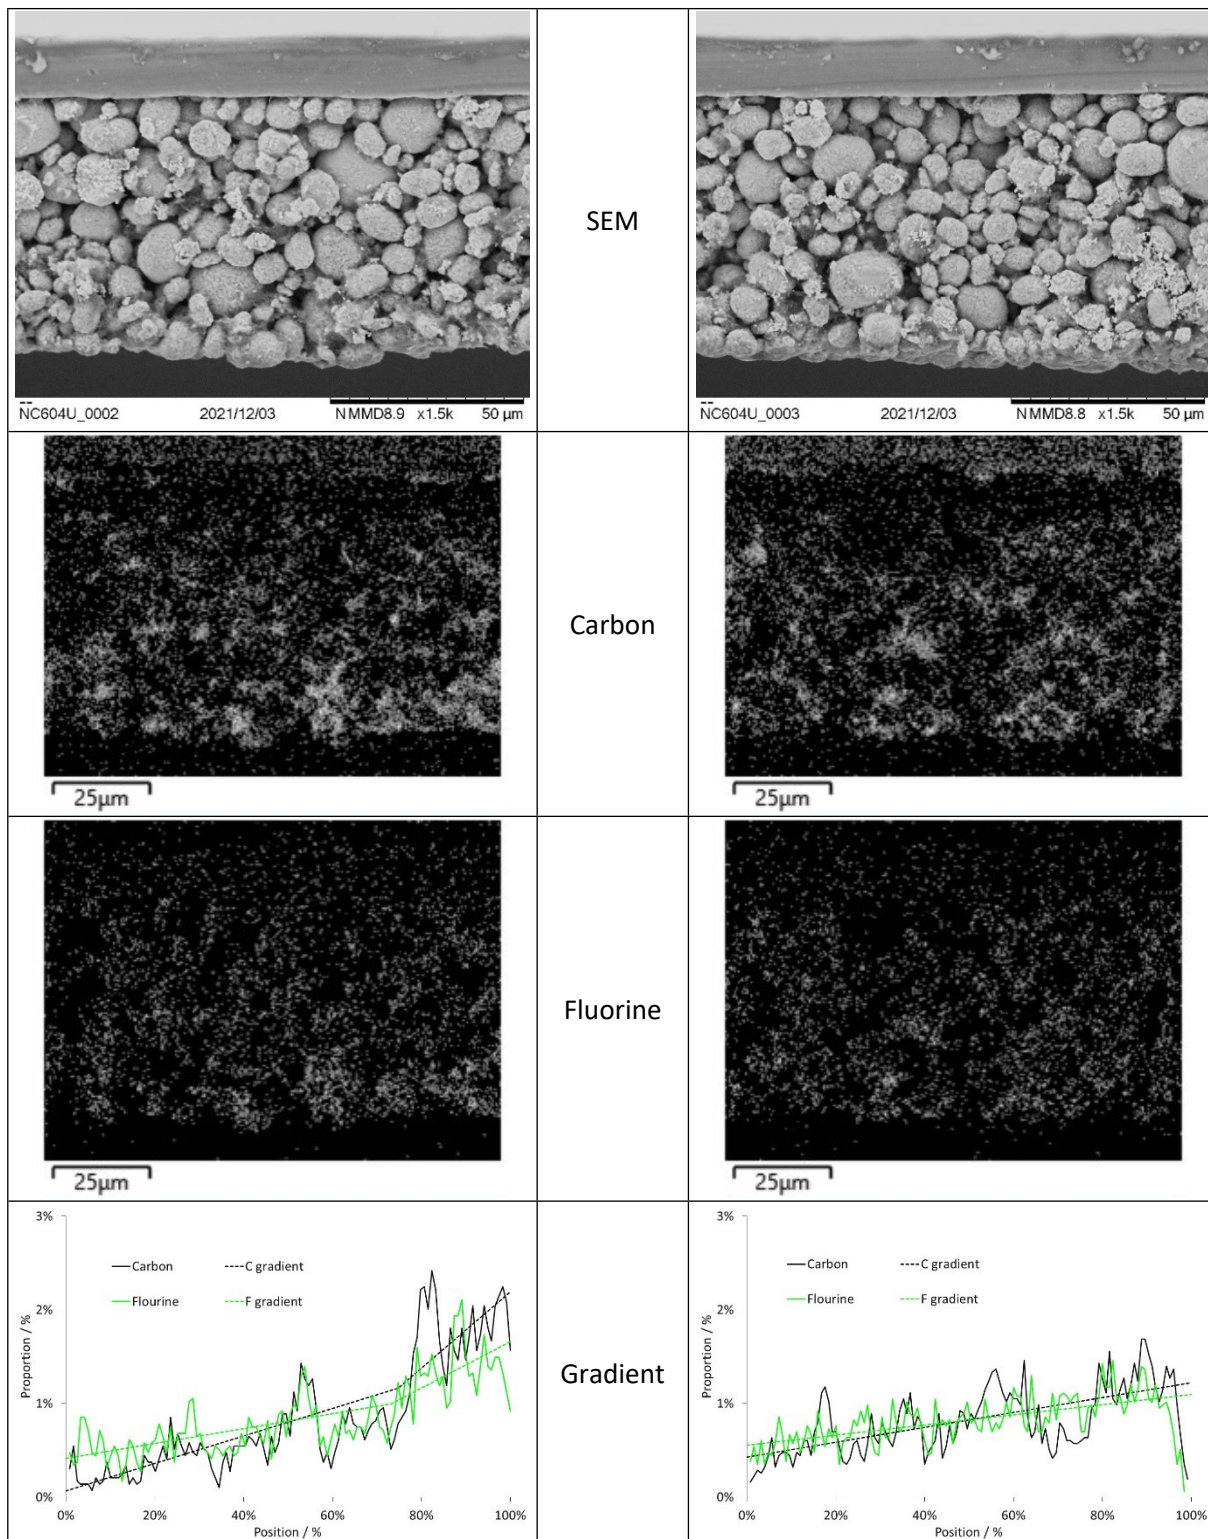 SEM
NC604U_0002 2021/12/03 NMMD8.9 x1.5k 50 µm
NC604U_0003 2021/12/03 NMMD8.8 x1.5k 50 µm
Carbon
25µm
25µm
Fluorine
25µm
25µm
Gradient
3%
2%
1%
0%
Proportion / %
Carbon
C gradient
Flourine
F gradient
0% 20% 40% 60% 80% 100%
Position / %
3%
2%
1%
0%
Proportion / %
Carbon
C gradient
Flourine
F gradient
0% 20% 40% 60% 80% 100%
Position / %